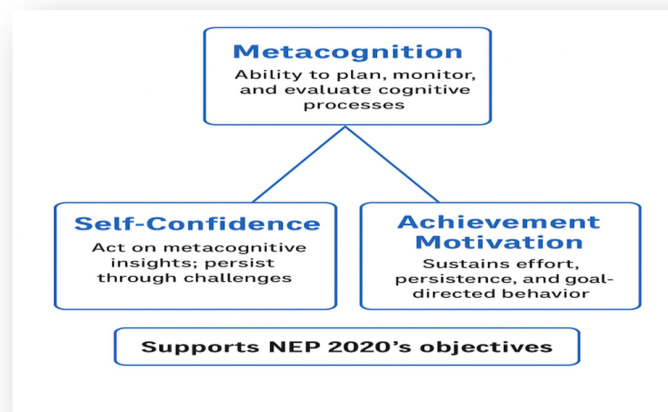 Metacognition
Ability to plan, monitor,
and evaluate cognitive
processes
Self-Confidence
Act on metacognitive
insights; persist
through challenges
Achievement
Motivation
Sustains effort,
persistence, and goal-
directed behavior
Supports NEP 2020’s objectives